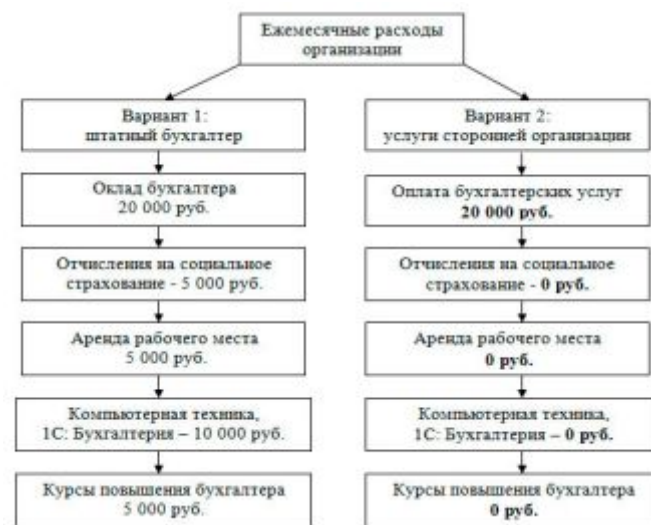 Ежемесячные расходы
организации
Вариант 1:
штатный бухгалтер
Оклад бухгалтера
20 000 руб.
Отчисления на социальное
страхование - 5 000 руб.
Аренда рабочего места
5 000 руб.
Компьютерная техника,
1С: Бухгалтерия – 10 000 руб.
Курсы повышения бухгалтера
5 000 руб.
Вариант 2:
услуги сторонней организации
Оплата бухгалтерских услуг
20 000 руб.
Отчисления на социальное
страхование - 0 руб.
Аренда рабочего места
0 руб.
Компьютерная техника,
1С: Бухгалтерия – 0 руб.
Курсы повышения бухгалтера
0 руб.